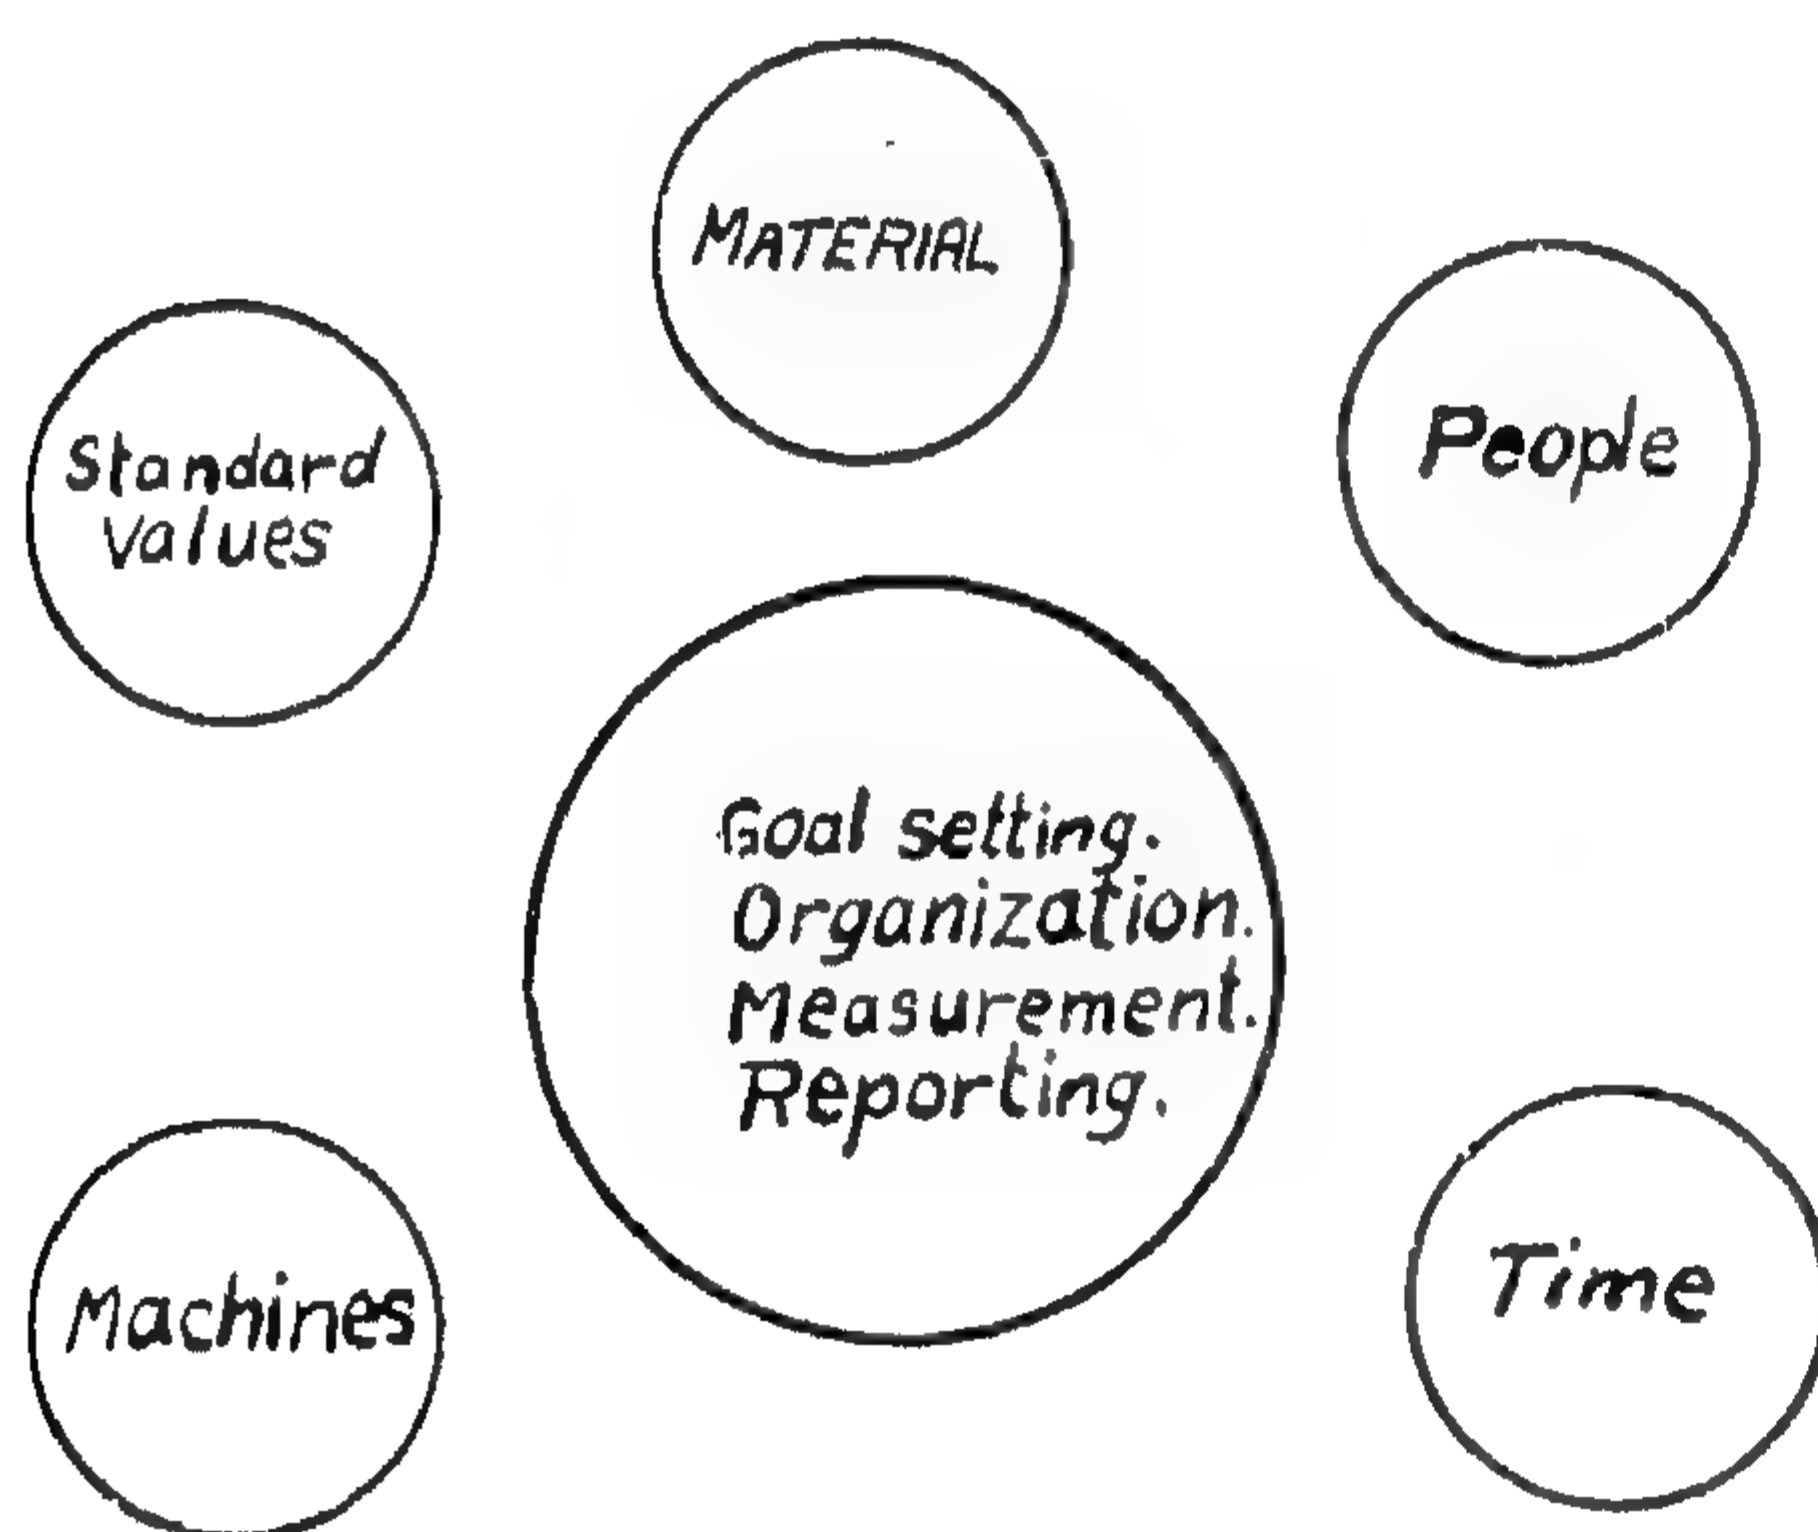 MATERIAL
People
Standard
values
Goal setting.
Organization.
Measurement.
Reporting.
Machines
Time